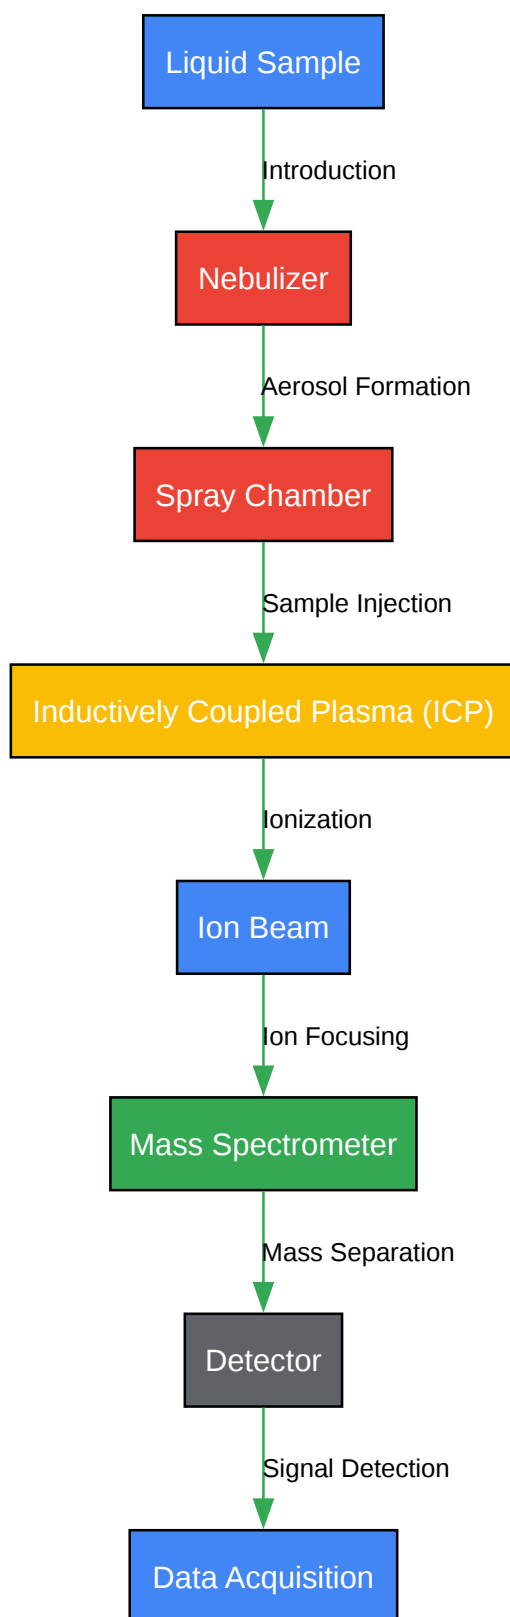 Liquid Sample
Introduction
Nebulizer
Aerosol Formation
Spray Chamber
Sample Injection
Inductively Coupled Plasma (ICP)
Ionization
Ion Beam
Ion Focusing
Mass Spectrometer
Mass Separation
Detector
Signal Detection
Data Acquisition